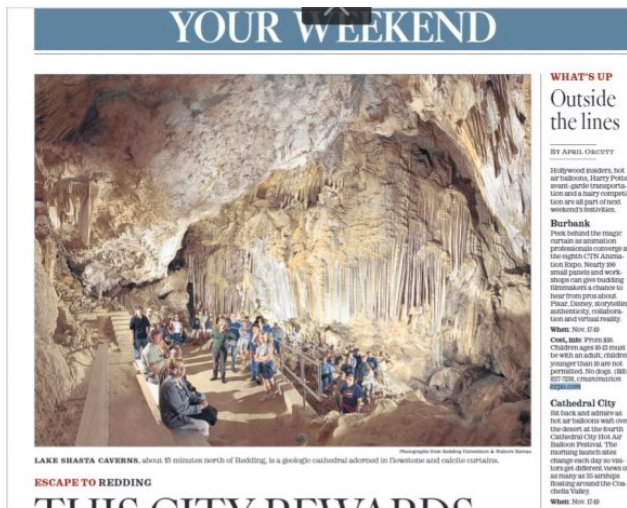 YOUR WEEKEND
WHAT'S UP
Outside
the lines
BY APRIL ORCUTT
Hollywood insiders, hot
air balloons, Harry Potter,
avant-garde transporta-
tion and a hairy competi-
tion are all part of next
weekend's festivities.
Burbank
Peek behind the magic
curtain as animation
professionals converge a
the eighth CTN Anima-
tion Expo. Nearly 100
small panels and work-
shops can give budding
filmmakers a chance to
hear from pros about
Pixar, Disney, storytelling
authenticity, collabora-
tion and virtual reality.
When: Nov. 17-19
Cost, info: From $18.
Children ages 10-13 must
be with an adult; children
younger than 10 are not
permitted. No dogs.
expo.com
Cathedral City
Sit back and admire as
hot air balloons waft over
the desert at the fourth
Cathedral City Hot Air
Balloon Festival. The
morning launch sites
change each day so visi-
tors get different views of
as many as 35 airships
floating around the Coa-
chella Valley.
When: Nov. 17-19
Photographs from Redding Convention & Visitors Bureau
LAKE SHASTA CAVERNS, about 15 minutes north of Redding, is a geologic cathedral adorned in flowstone and calcite curtains.
ESCAPE TO REDDING
THIS CITY REWARDS